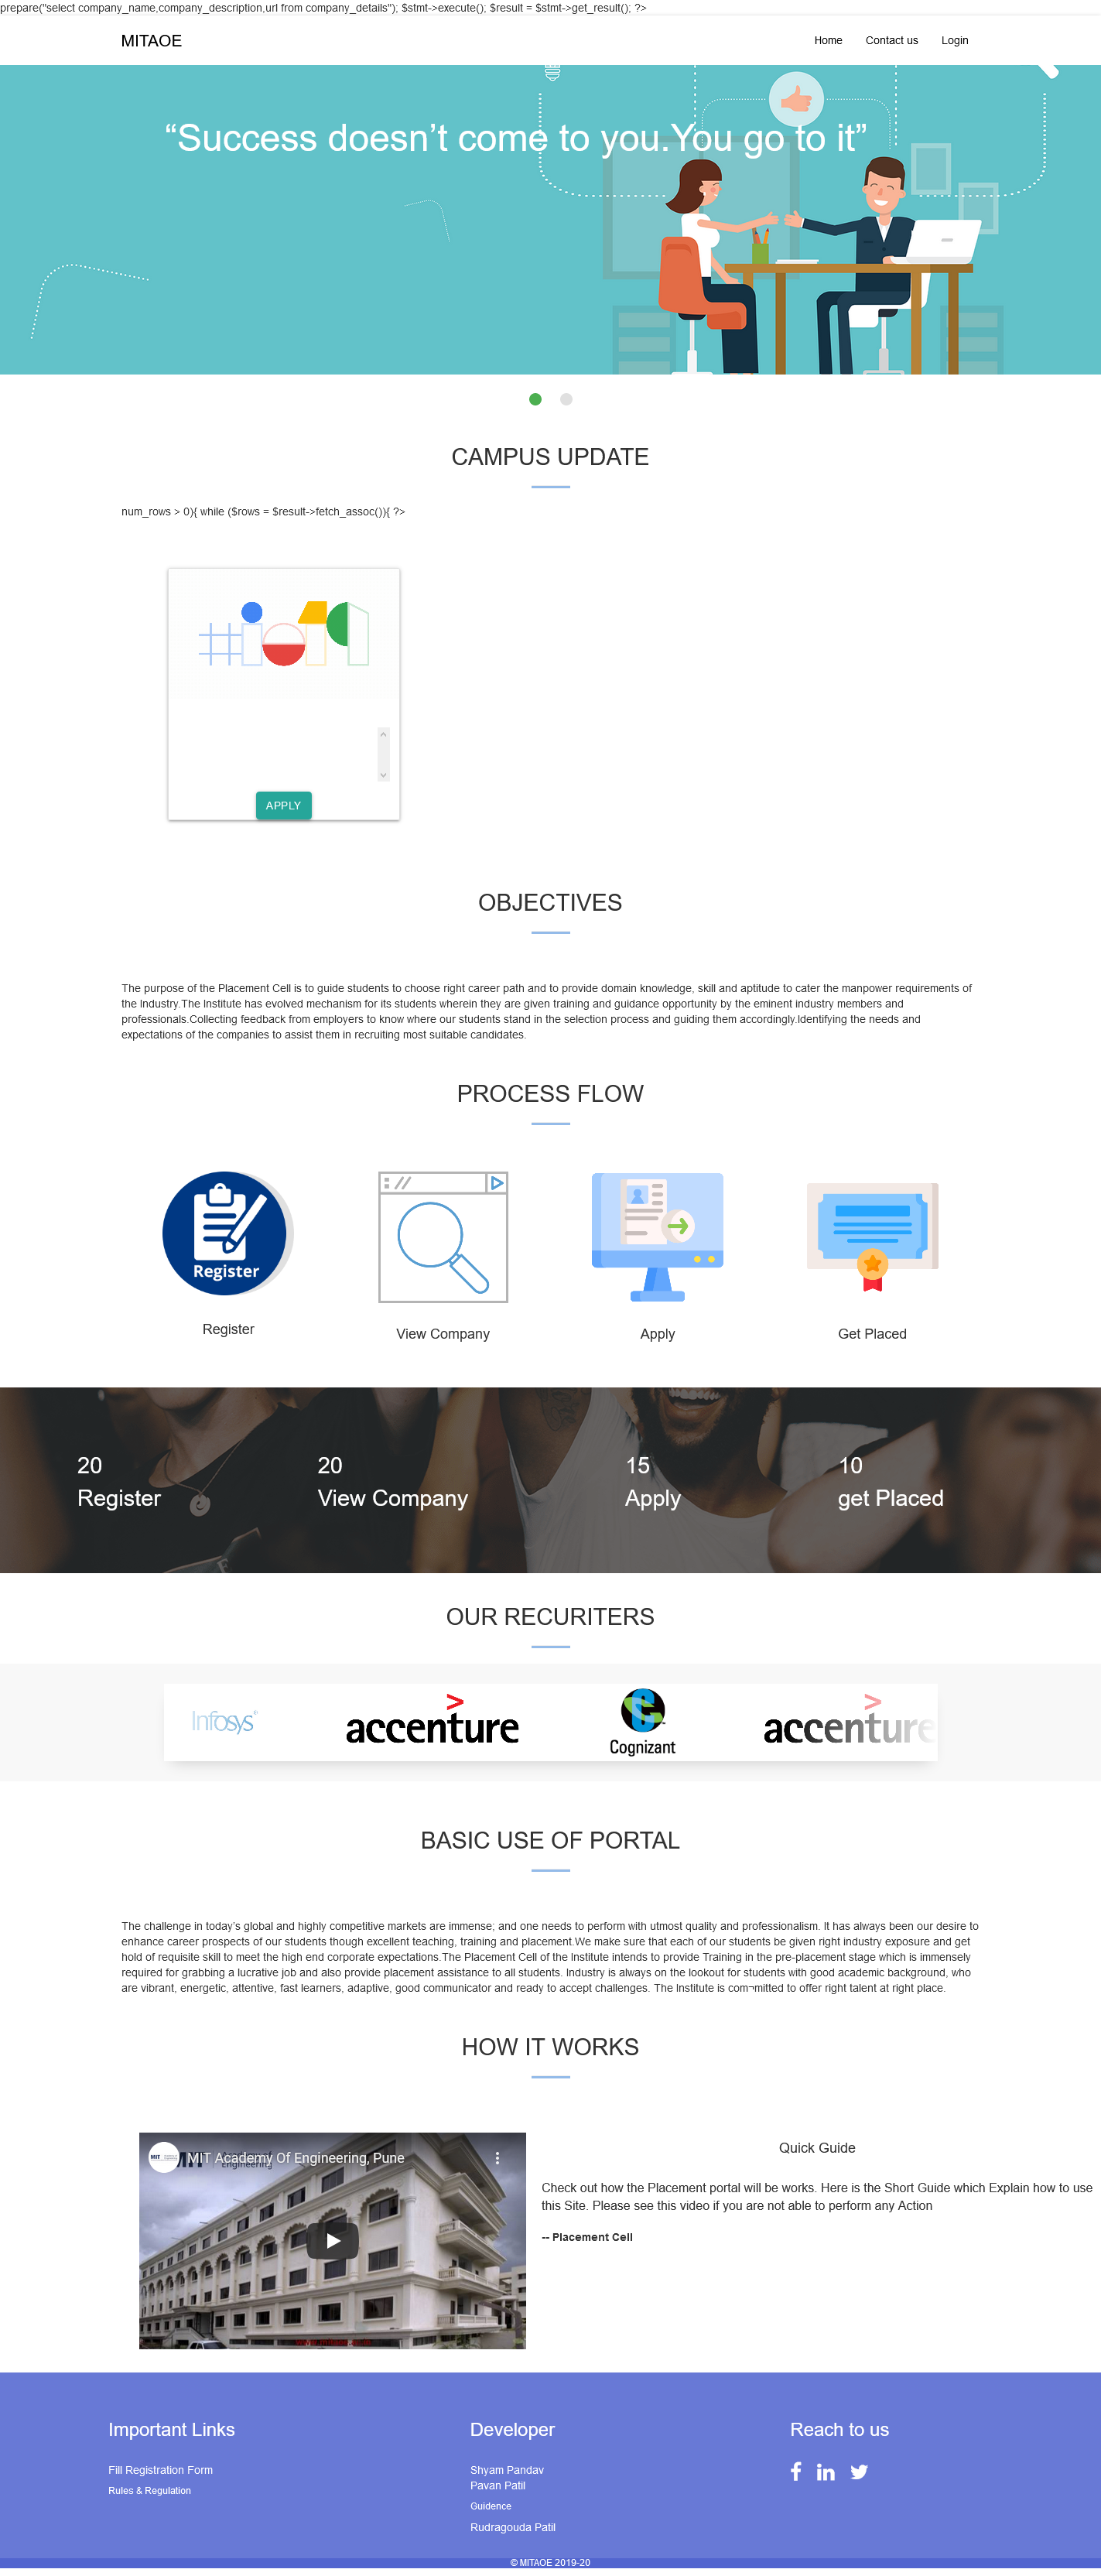 prepare("select company_name,company_description,url from company_details"); $stmt->execute(); $result = $stmt->get_result(); ?>
MITAOE
Home
Contact us
Login
“Success doesn’t come to you.You go to it”
CAMPUS UPDATE
num_rows > 0){ while ($rows = $result->fetch_assoc()){ ?>
APPLY
OBJECTIVES
The purpose of the Placement Cell is to guide students to choose right career path and to provide domain knowledge, skill and aptitude to cater the manpower requirements of
the Industry.The Institute has evolved mechanism for its students wherein they are given training and guidance opportunity by the eminent industry members and
professionals.Collecting feedback from employers to know where our students stand in the selection process and guiding them accordingly.Identifying the needs and
expectations of the companies to assist them in recruiting most suitable candidates.
PROCESS FLOW
Register
Register
View Company
Apply
Get Placed
20
Register
20
View Company
15
Apply
10
get Placed
OUR RECURITERS
Infosys
accenture
Cognizant
accenture
BASIC USE OF PORTAL
The challenge in today’s global and highly competitive markets are immense; and one needs to perform with utmost quality and professionalism. It has always been our desire to
enhance career prospects of our students though excellent teaching, training and placement.We make sure that each of our students be given right industry exposure and get
hold of requisite skill to meet the high end corporate expectations.The Placement Cell of the Institute intends to provide Training in the pre-placement stage which is immensely
required for grabbing a lucrative job and also provide placement assistance to all students. Industry is always on the lookout for students with good academic background, who
are vibrant, energetic, attentive, fast learners, adaptive, good communicator and ready to accept challenges. The Institute is com¬mitted to offer right talent at right place.
HOW IT WORKS
MIT Academy Of Engineering, Pune
Quick Guide
Check out how the Placement portal will be works. Here is the Short Guide which Explain how to use
this Site. Please see this video if you are not able to perform any Action
-- Placement Cell
Important Links
Fill Registration Form
Rules & Regulation
Developer
Shyam Pandav
Pavan Patil
Guidence
Rudragouda Patil
Reach to us
© MITAOE 2019-20